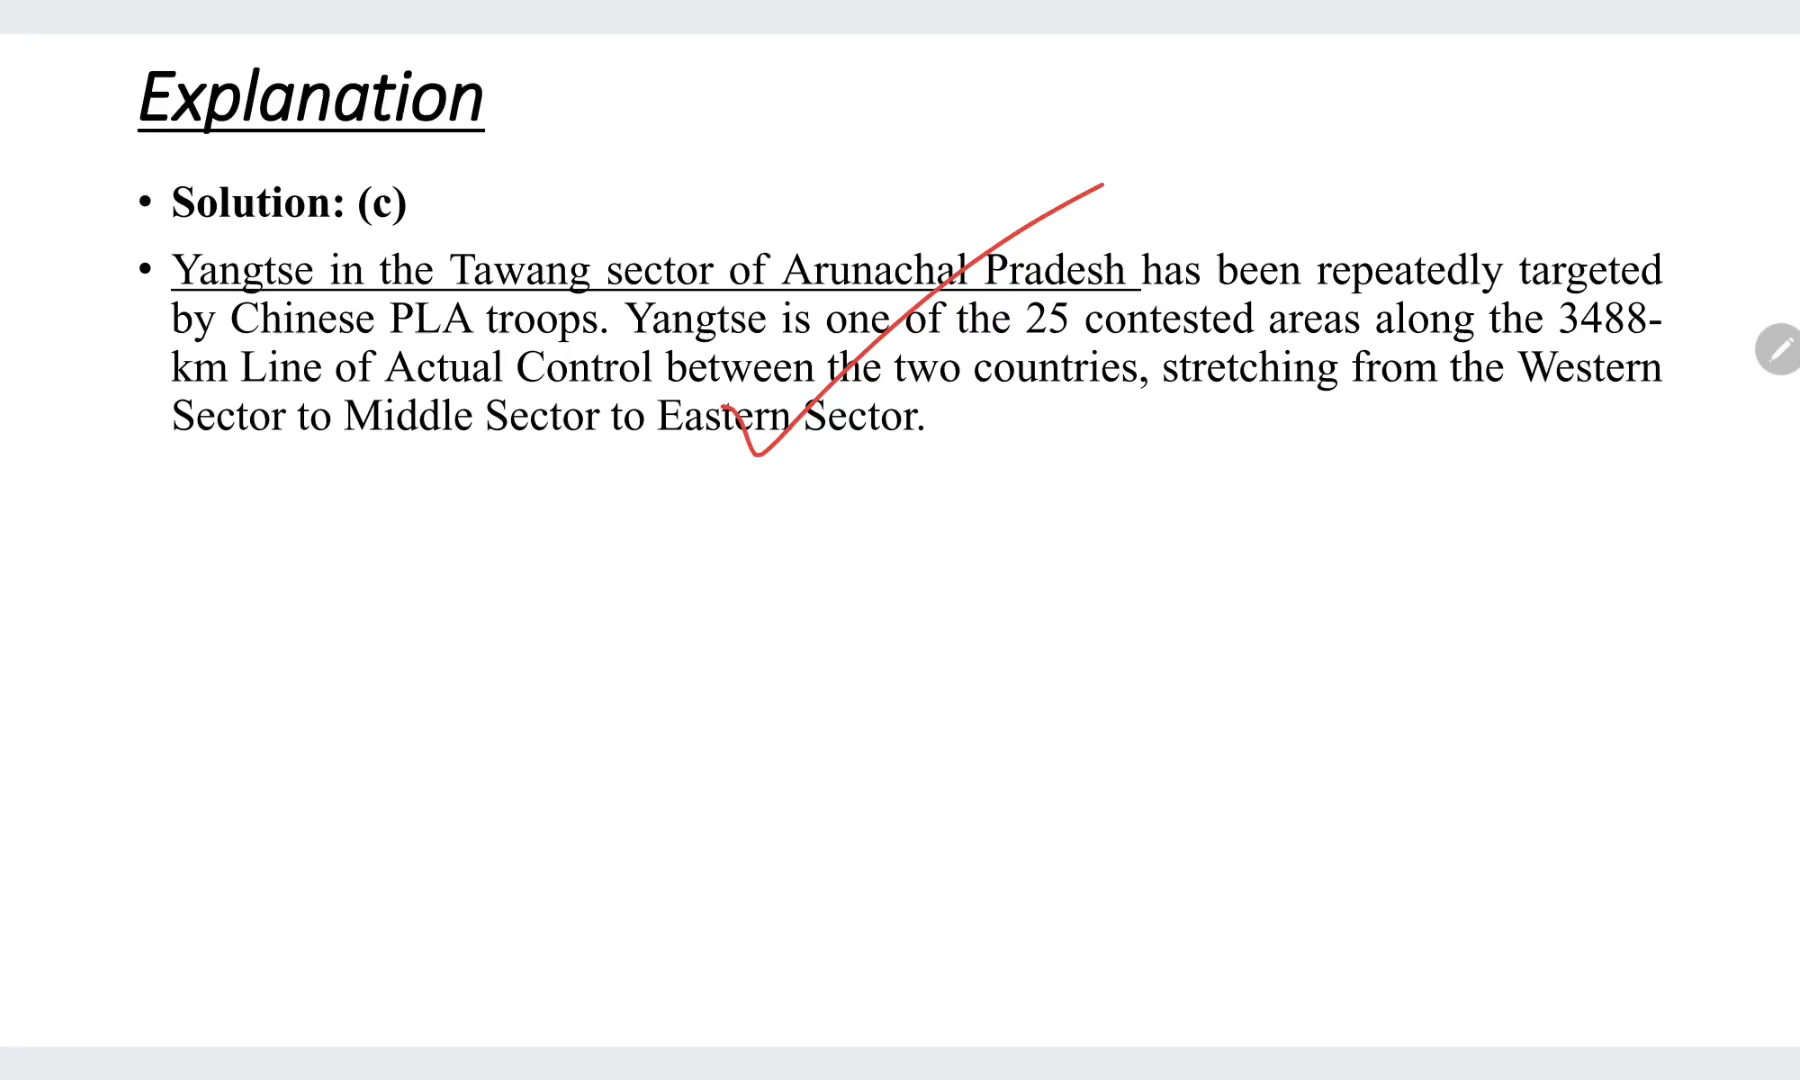 Explanation
• Solution: (c)
• Yangtse in the Tawang sector of Arunachal Pradesh has been repeatedly targeted
by Chinese PLA troops. Yangtse is one of the 25 contested areas along the 3488-
km Line of Actual Control between the two countries, stretching from the Western
Sector to Middle Sector to Eastern Sector.